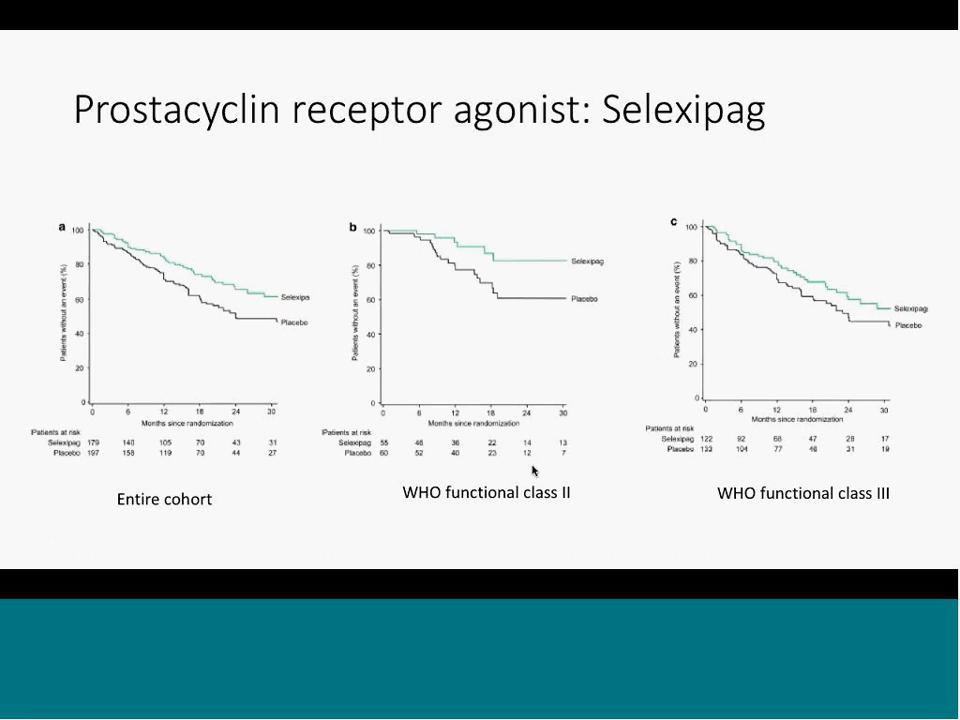 Prostacyclin receptor agonist: Selexipag
a
100
80
60
40
20
0
Patients without an event (%)
Selexipa
Placebo
0 6 12 18 24 30
Months since randomization
Patients at risk
Selexipag 179 140 105 70 43 31
Placebo 197 158 119 70 44 27
Entire cohort
b
100
80
60
40
20
0
Patients without an event (%)
Selexipag
Placebo
0 6 12 18 24 30
Months since randomization
Patients at risk
Selexipag 55 46 36 22 14 13
Placebo 60 52 40 23 12 7
WHO functional class II
c
100
80
60
40
20
0
Patients without an event (%)
Selexipag
Placebo
0 6 12 18 24 30
Months since randomization
Patients at risk
Selexipag 122 92 68 47 28 17
Placebo 133 104 77 46 31 19
WHO functional class III